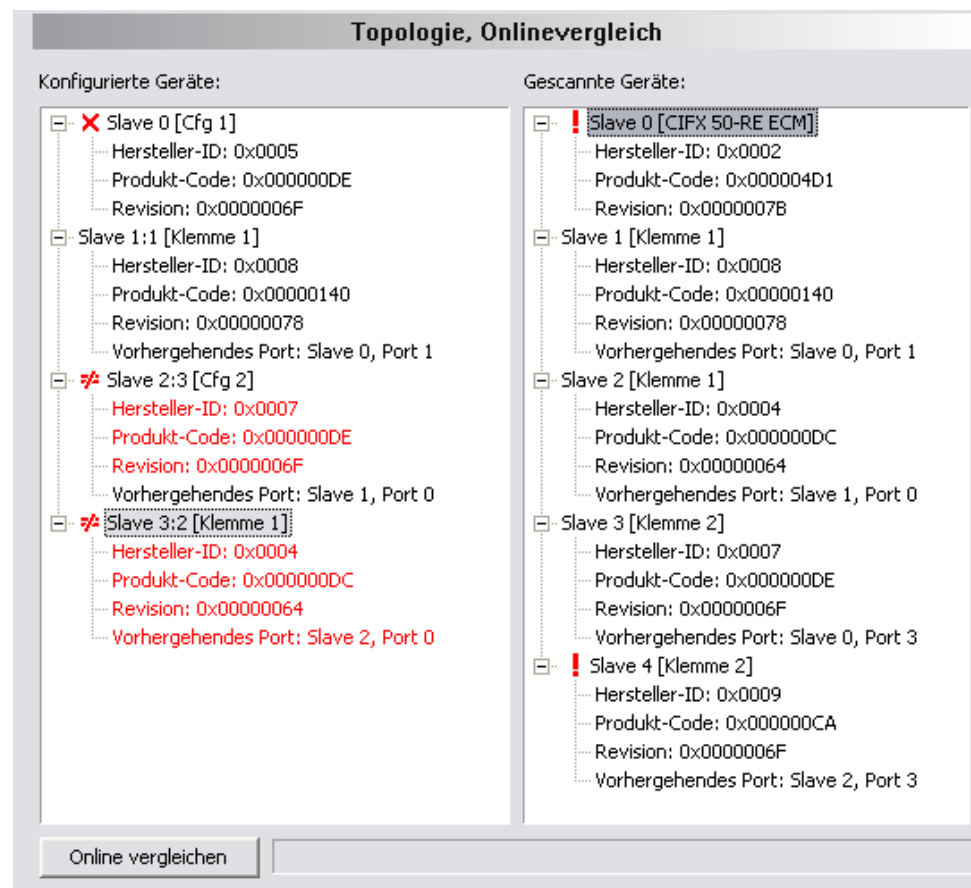 Topologie, Onlinevergleich
Konfigurierte Geräte:
Slave 0 [Cfg 1]
Hersteller-ID: 0x0005
Produkt-Code: 0x000000DE
Revision: 0x0000006F
Slave 1:1 [Klemme 1]
Hersteller-ID: 0x0008
Produkt-Code: 0x00000140
Revision: 0x00000078
Vorhergehendes Port: Slave 0, Port 1
Slave 2:3 [Cfg 2]
Hersteller-ID: 0x0007
Produkt-Code: 0x000000DE
Revision: 0x0000006F
Vorhergehendes Port: Slave 1, Port 0
Slave 3:2 [Klemme 1]
Hersteller-ID: 0x0004
Produkt-Code: 0x000000DC
Revision: 0x00000064
Vorhergehendes Port: Slave 2, Port 0
Gescannte Geräte:
Slave 0 [CIFX 50-RE ECM]
Hersteller-ID: 0x0002
Produkt-Code: 0x000004D1
Revision: 0x0000007B
Slave 1 [Klemme 1]
Hersteller-ID: 0x0008
Produkt-Code: 0x00000140
Revision: 0x00000078
Vorhergehendes Port: Slave 0, Port 1
Slave 2 [Klemme 1]
Hersteller-ID: 0x0004
Produkt-Code: 0x000000DC
Revision: 0x00000064
Vorhergehendes Port: Slave 1, Port 0
Slave 3 [Klemme 2]
Hersteller-ID: 0x0007
Produkt-Code: 0x000000DE
Revision: 0x0000006F
Vorhergehendes Port: Slave 0, Port 3
Slave 4 [Klemme 2]
Hersteller-ID: 0x0009
Produkt-Code: 0x000000CA
Revision: 0x0000006F
Vorhergehendes Port: Slave 2, Port 3
Online vergleichen